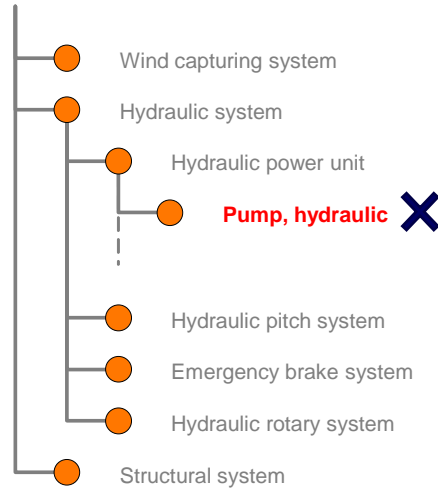 Wind capturing system
Hydraulic system
Hydraulic power unit
Pump, hydraulic
Hydraulic pitch system
Emergency brake system
Hydraulic rotary system
Structural system